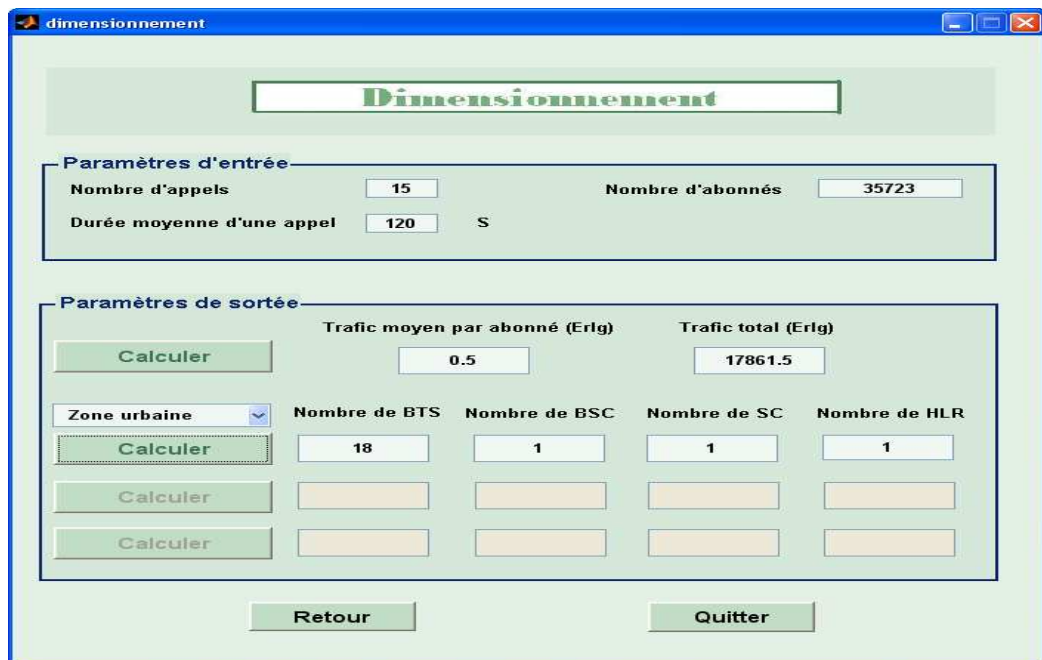 dimensionnement
Dimensionnement
Paramètres d'entrée
Nombre d'appels 15 Nombre d'abonnés 35723
Durée moyenne d'une appel 120 S
Paramètres de sortée
Trafic moyen par abonné (Erlg) Trafic total (Erlg)
Calculer 0.5 17861.5
Zone urbaine Nombre de BTS Nombre de BSC Nombre de SC Nombre de HLR
Calculer 18 1 1 1
Calculer
Calculer
Retour Quitter